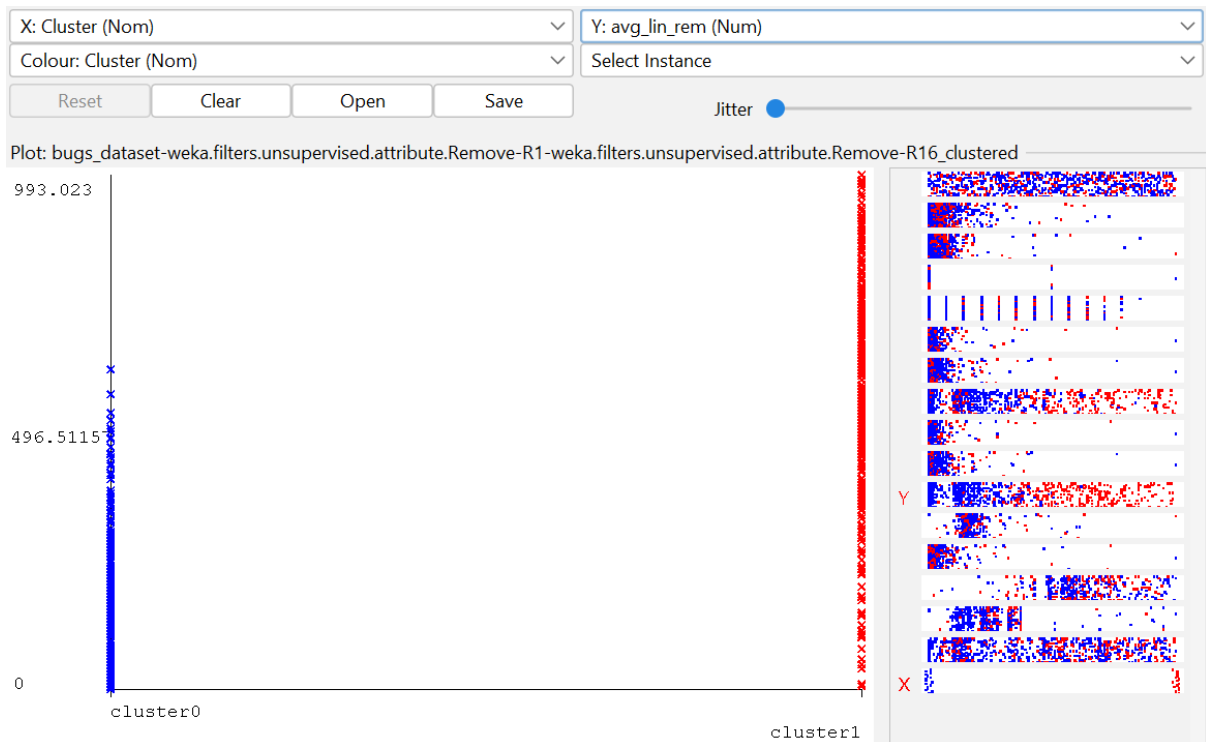 X: Cluster (Nom) Y: avg_lin_rem (Num)
Colour: Cluster (Nom) Select Instance
Reset Clear Open Save Jitter
Plot: bugs_dataset-weka.filters.unsupervised.attribute.Remove-R1-weka.filters.unsupervised.attribute.Remove-R16_clustered
993.023
496.5115
Y
0
X
cluster0
cluster1